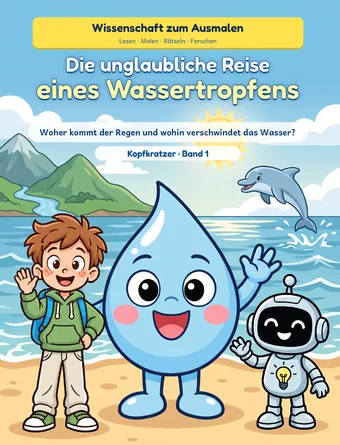 Wissenschaft zum Ausmalen
Lesen · Malen · Rätseln · Forschen
Die unglaubliche Reise
eines Wassertropfens
Woher kommt der Regen und wohin verschwindet das Wasser?
Kopfkratzer · Band 1